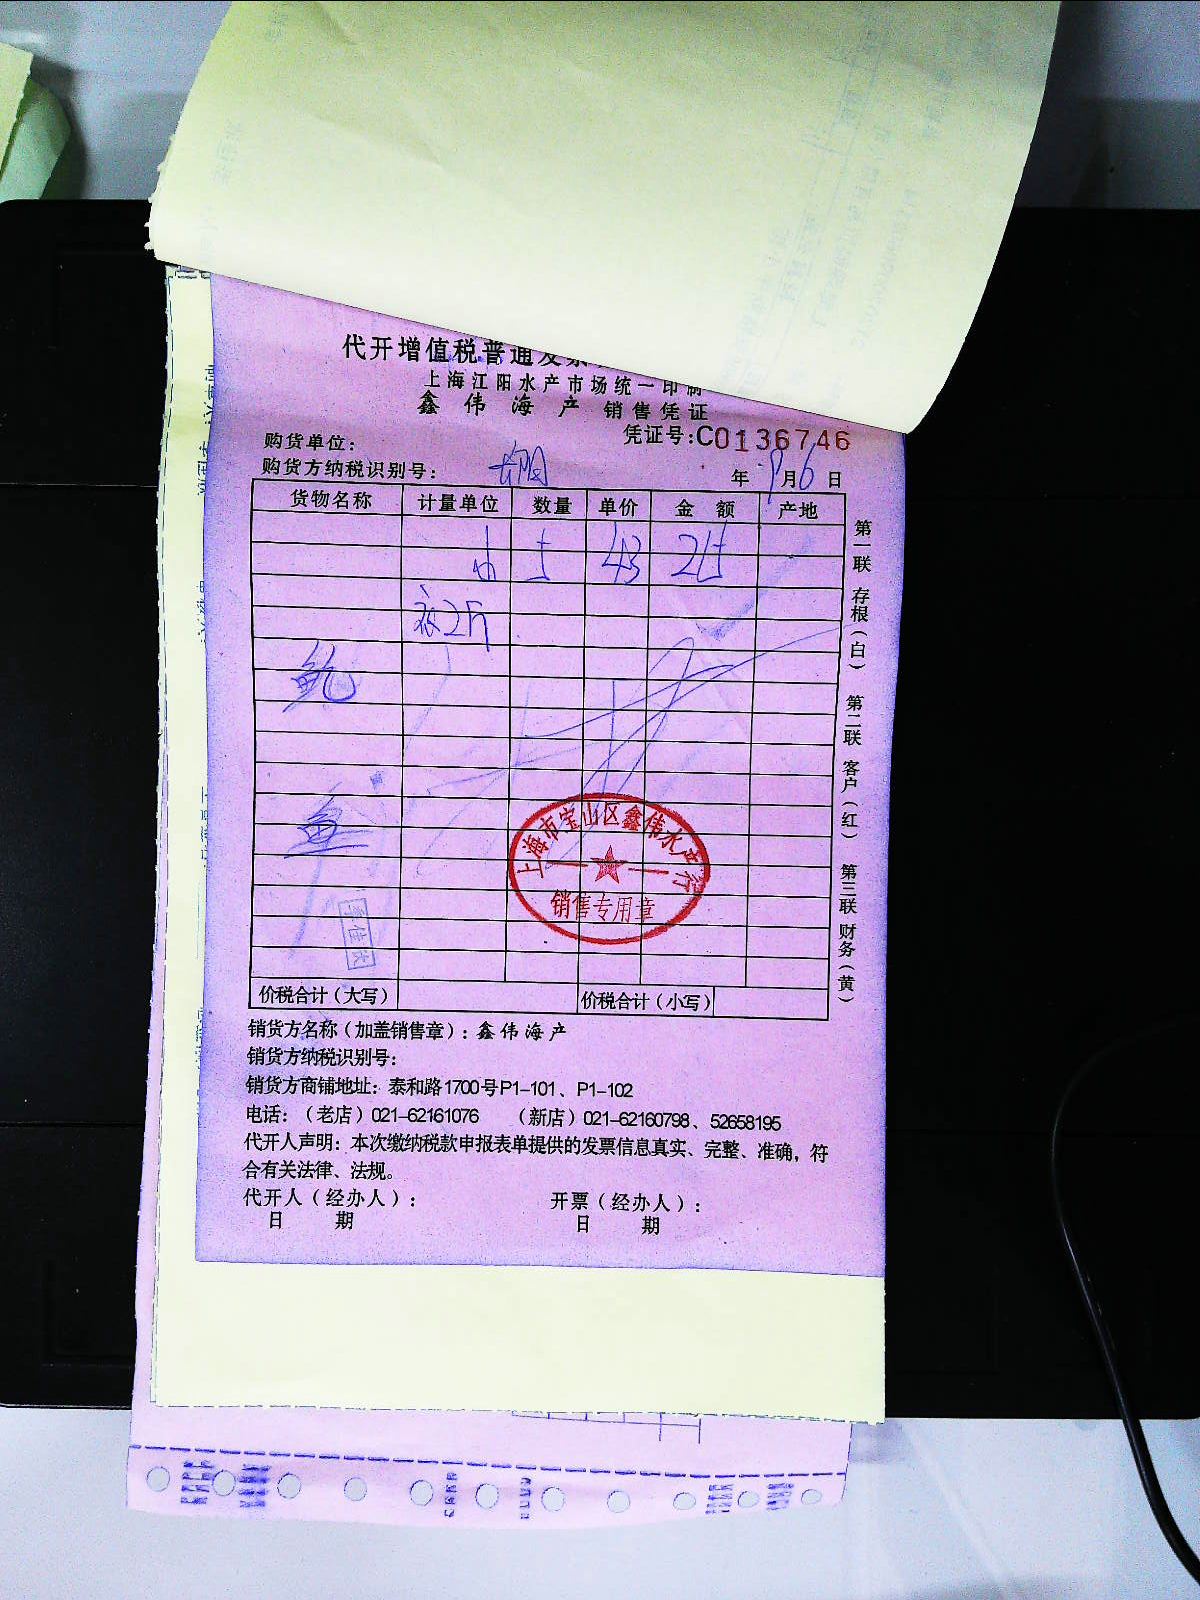 代开增值税普通发票
上海江阳水产市场统一印制
鑫伟海产 销售凭证
凭证号:C0136746
购货单位:
购货方纳税识别号:
年9月6日
货物名称 计量单位 数量 单价 金额 产地
43
鱼
第一联 存根（白） 第二联 客户（红） 第三联 财务（黄）
上海市宝山区鑫伟水产行
销售专用章
价税合计（大写） 价税合计（小写）
销货方名称（加盖销售章）: 鑫伟海产
销货方纳税识别号:
销货方商铺地址: 泰和路1700号P1-101、P1-102
电话:（老店）021-62161076 （新店）021-62160798、52658195
代开人声明: 本次缴纳税款申报表单提供的发票信息真实、完整、准确，符
合有关法律、法规。
代开人（经办人）: 开票（经办人）:
日 期 日 期